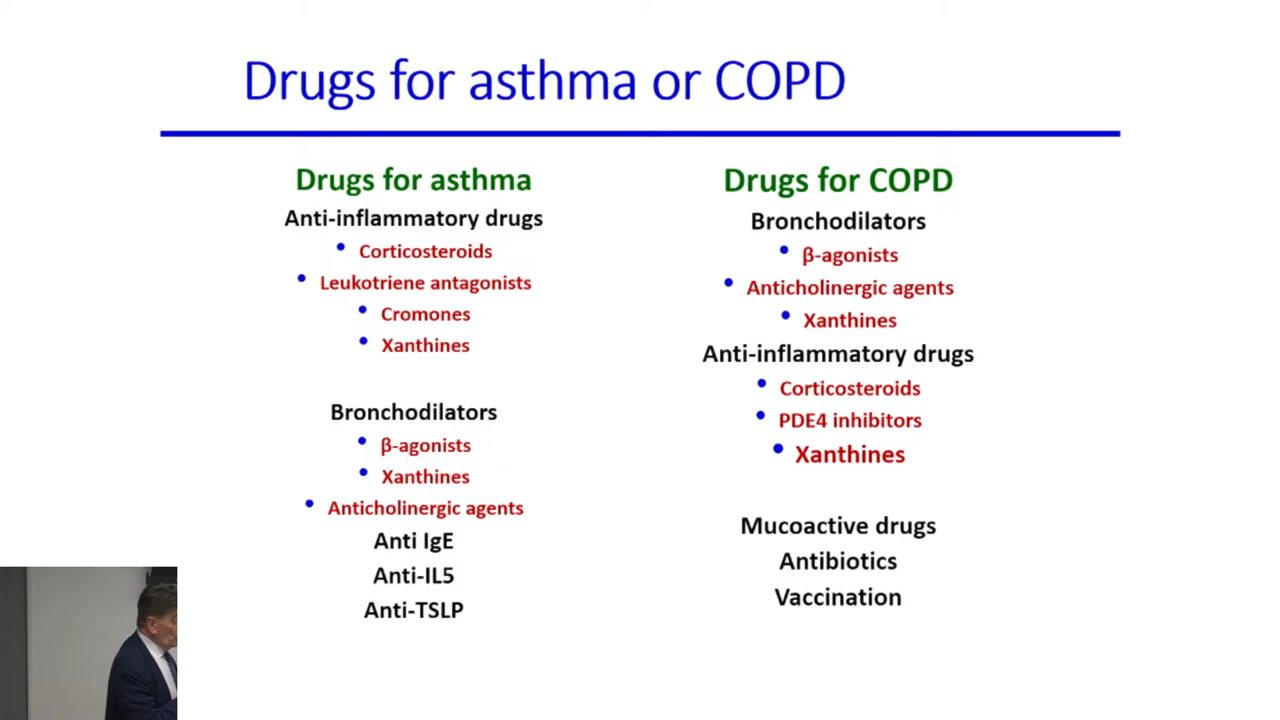 Drugs for asthma or COPD
Drugs for asthma
Anti-inflammatory drugs
• Corticosteroids
• Leukotriene antagonists
• Cromones
• Xanthines
Bronchodilators
• β-agonists
• Xanthines
• Anticholinergic agents
Anti IgE
Anti-IL5
Anti-TSLP
Drugs for COPD
Bronchodilators
• β-agonists
• Anticholinergic agents
• Xanthines
Anti-inflammatory drugs
• Corticosteroids
• PDE4 inhibitors
• Xanthines
Mucoactive drugs
Antibiotics
Vaccination